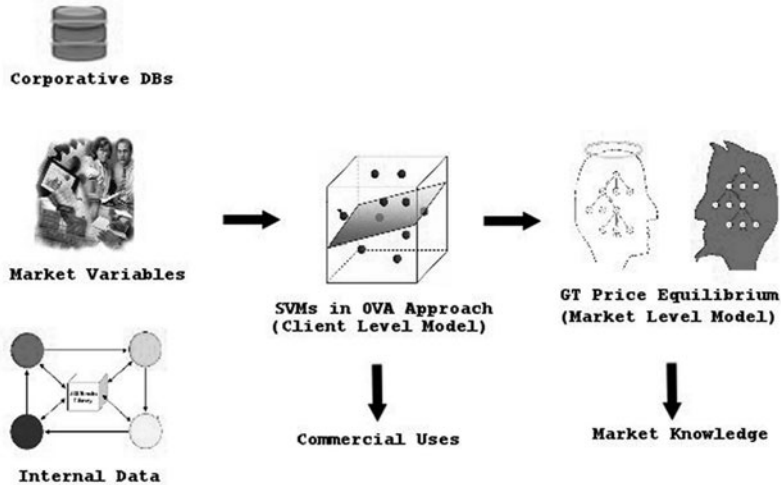 Corporative DBs
Market Variables
SVMs in OVA Approach
(Client Level Model)
GT Price Equilibrium
(Market Level Model)
Commercial Uses
Market Knowledge
Internal Data